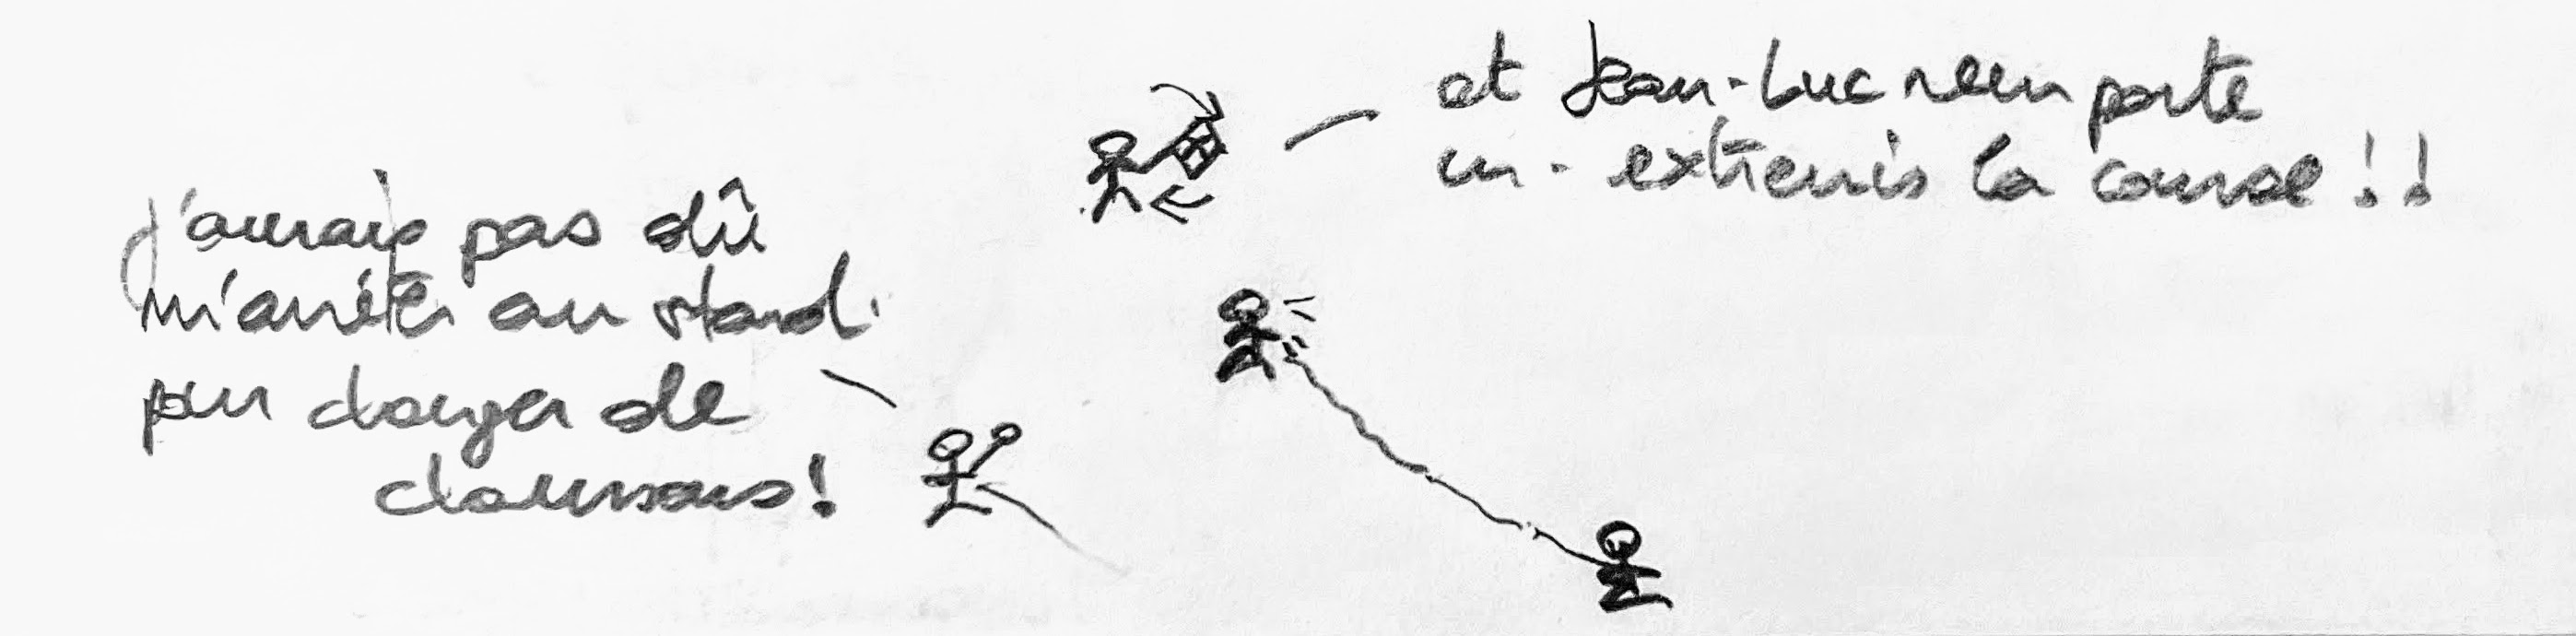 et Jean-Luc remporte
in-extremis la course !!
j'aurais pas dû
m'arrêter au stand
pour changer de
chaussons !